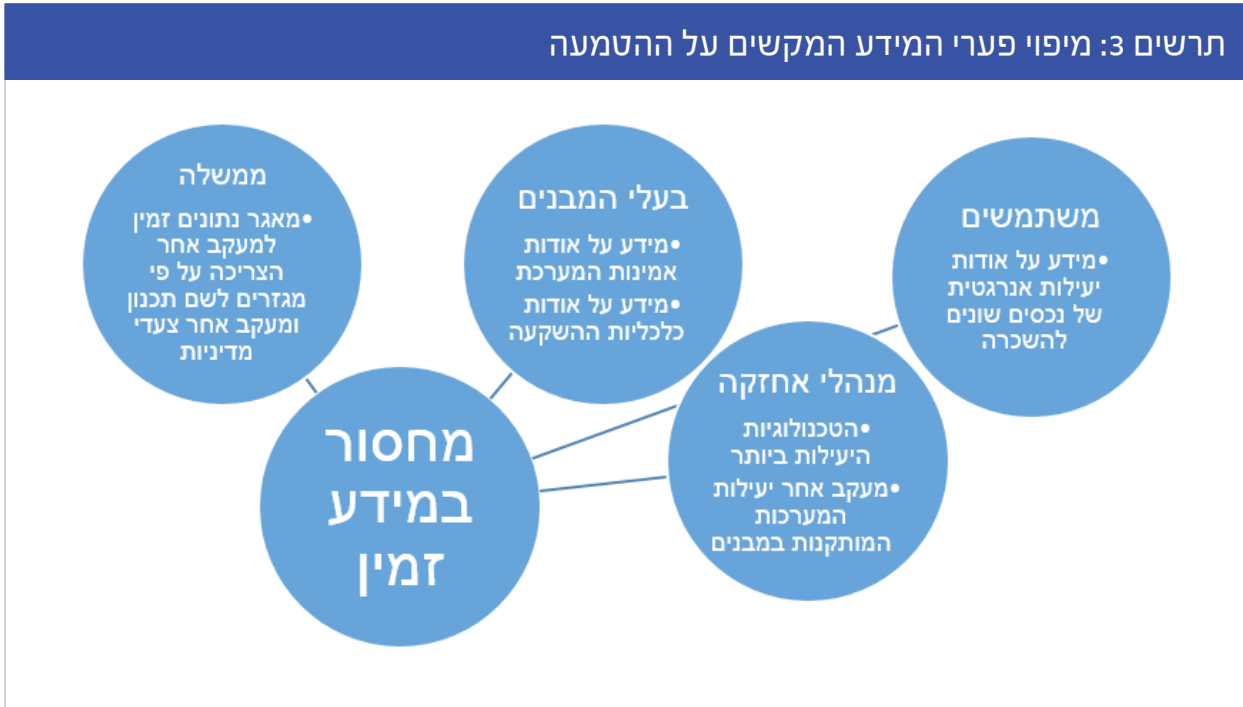 תרשים 3: מיפוי פערי המידע המקשים על ההטמעה
משתמשים
•מידע על אודות
יעילות אנרגטית
של נכסים שונים
להשכרה
מנהלי אחזקה
•הטכנולוגיות
היעילות ביותר
•מעקב אחר יעילות
המערכות
המותקנות במבנים
בעלי המבנים
•מידע על אודות
אמינות המערכת
•מידע על אודות
כלכליות ההשקעה
ממשלה
•מאגר נתונים זמין
למעקב אחר
הצריכה על פי
מגזרים לשם תכנון
ומעקב אחר צעדי
מדיניות
מחסור
במידע
זמין